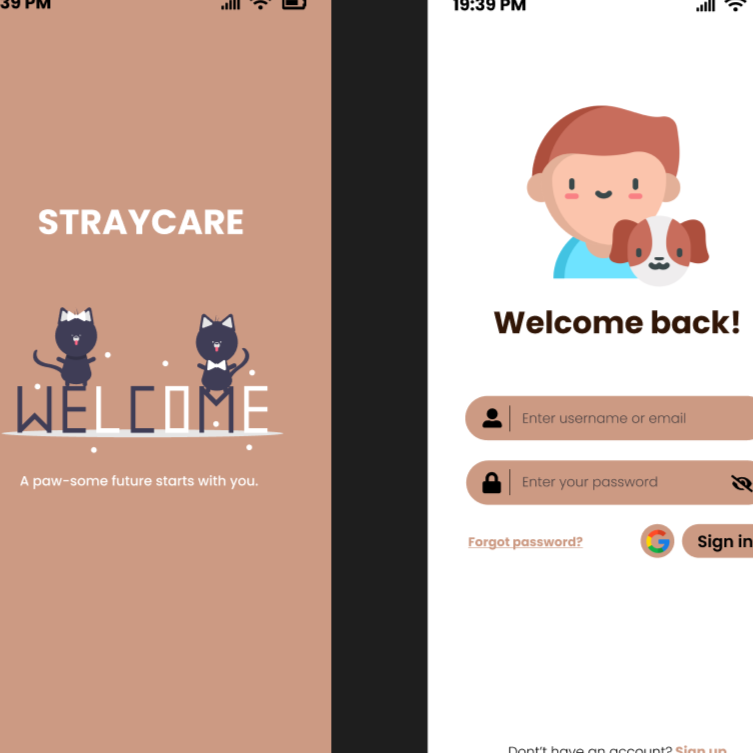 39 PM
STRAYCARE
WELCOME
A paw-some future starts with you.
19:39 PM
Welcome back!
Enter username or email
Enter your password
Forgot password?
G
Sign in
Dont't have an account? Sign up